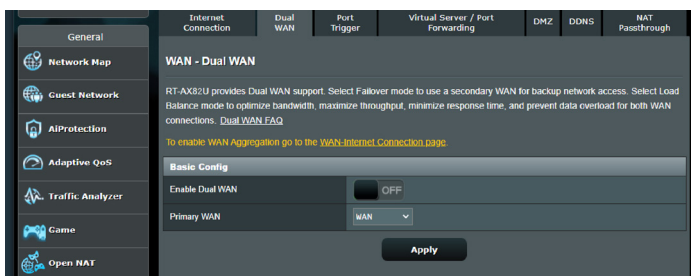 General
Network Map
Guest Network
AiProtection
Adaptive QoS
Traffic Analyzer
Game
Open NAT
Internet
Connection
Dual
WAN
Port
Trigger
Virtual Server / Port
Forwarding
DMZ
DDNS
NAT
Passthrough
WAN - Dual WAN
RT-AX82U provides Dual WAN support. Select Failover mode to use a secondary WAN for backup network access. Select Load
Balance mode to optimize bandwidth, maximize throughput, minimize response time, and prevent data overload for both WAN
connections. Dual WAN FAQ
To enable WAN Aggregation go to the WAN-Internet Connection page.
Basic Config
Enable Dual WAN
OFF
Primary WAN
WAN
Apply